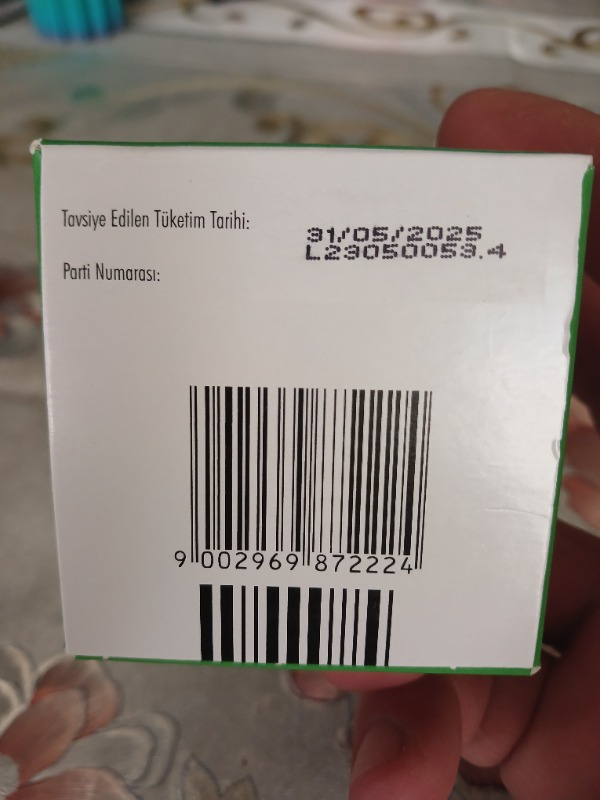 Tavsiye Edilen Tüketim Tarihi: 31/05/2025
Parti Numarası: L23050053.4
9 002969 872224